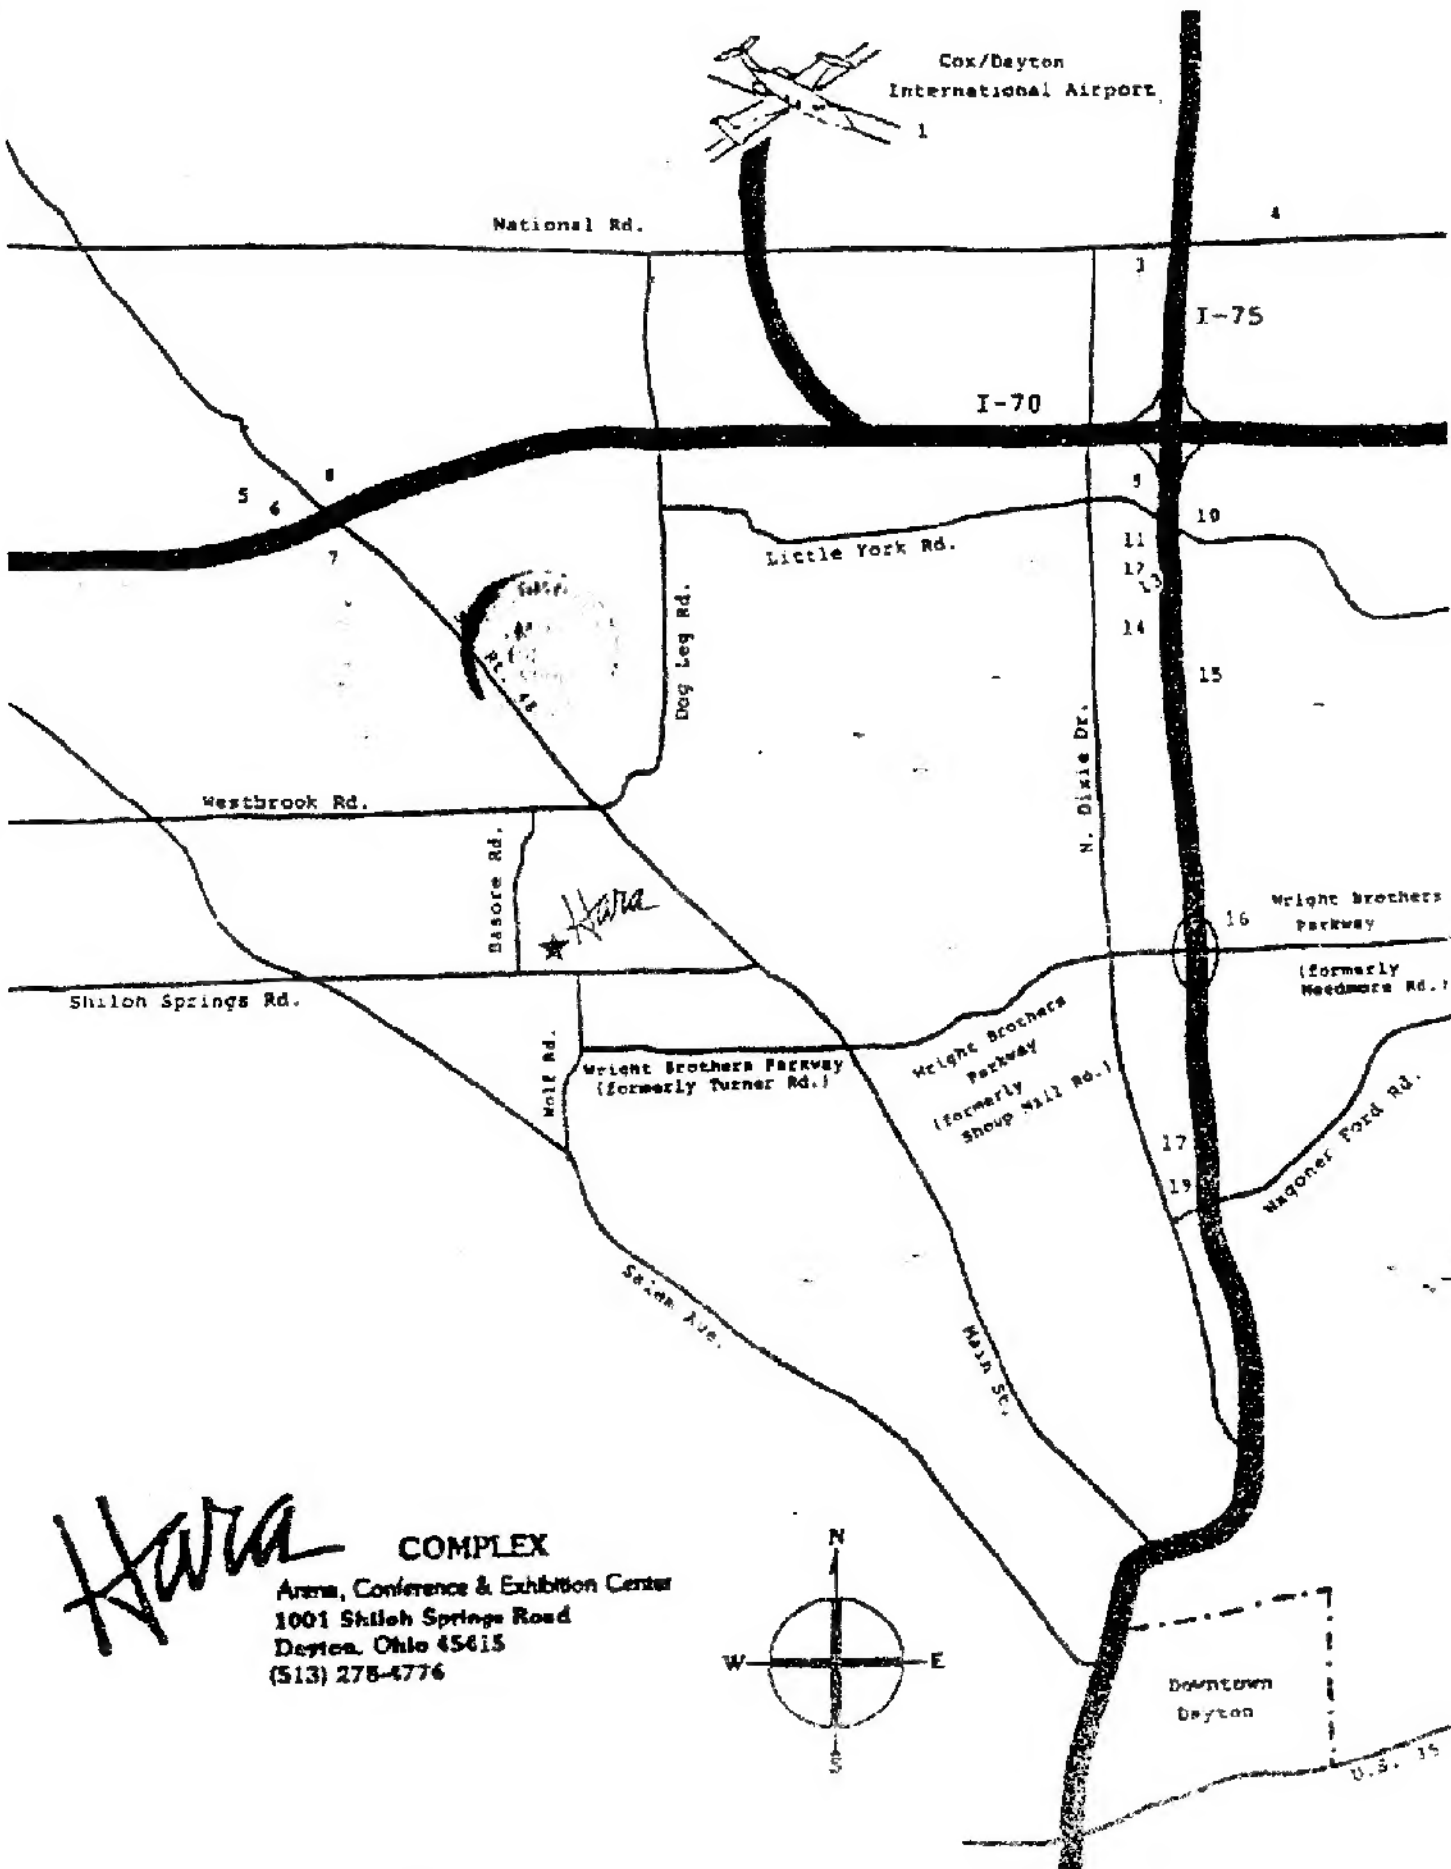 Cox/Dayton
International Airport
1
National Rd.
4
3
I-75
I-70
8
5
6
7
9
10
Little York Rd.
11
12
13
14
15
Dog Leg Rd.
Rt. 48
N. Dixie Dr.
Westbrook Rd.
Basore Rd.
Hara
16
Wright Brothers
Parkway
(formerly
Needmore Rd.)
Shiloh Springs Rd.
Wolf Rd.
Wright Brothers Parkway
(formerly Turner Rd.)
Wright Brothers
Parkway
(formerly
Shoup Mill Rd.)
17
19
Wagoner Ford Rd.
Salem Ave.
Main St.
Hara
COMPLEX
Arena, Conference & Exhibition Center
1001 Shiloh Springs Road
Dayton, Ohio 45415
(513) 278-4776
N
W
E
S
Downtown
Dayton
U.S. 35